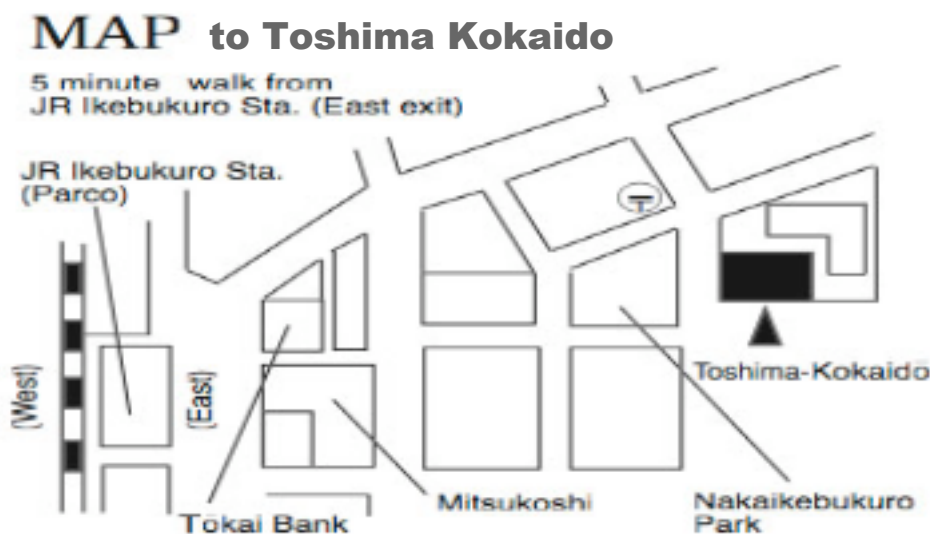 MAP to Toshima Kokaido
5 minute walk from
JR Ikebukuro Sta. (East exit)
JR Ikebukuro Sta.
(Parco)
(West)
(East)
Toshima-Kokaido
Tōkai Bank
Mitsukoshi
Nakaikebukuro
Park